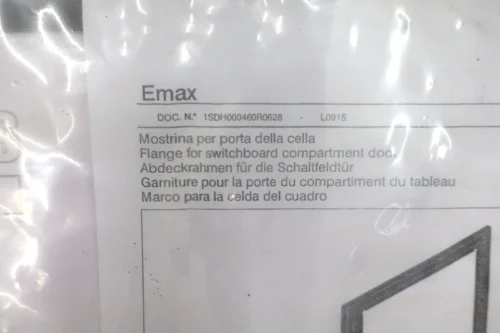 Emax
DOC. N.° 1SDH000460R0628 - L0915
Mostrina per porta della cella
Flange for switchboard compartment door
Abdeckrahmen für die Schaltfeldtür
Garniture pour la porte du compartiment du tableau
Marco para la celda del cuadro